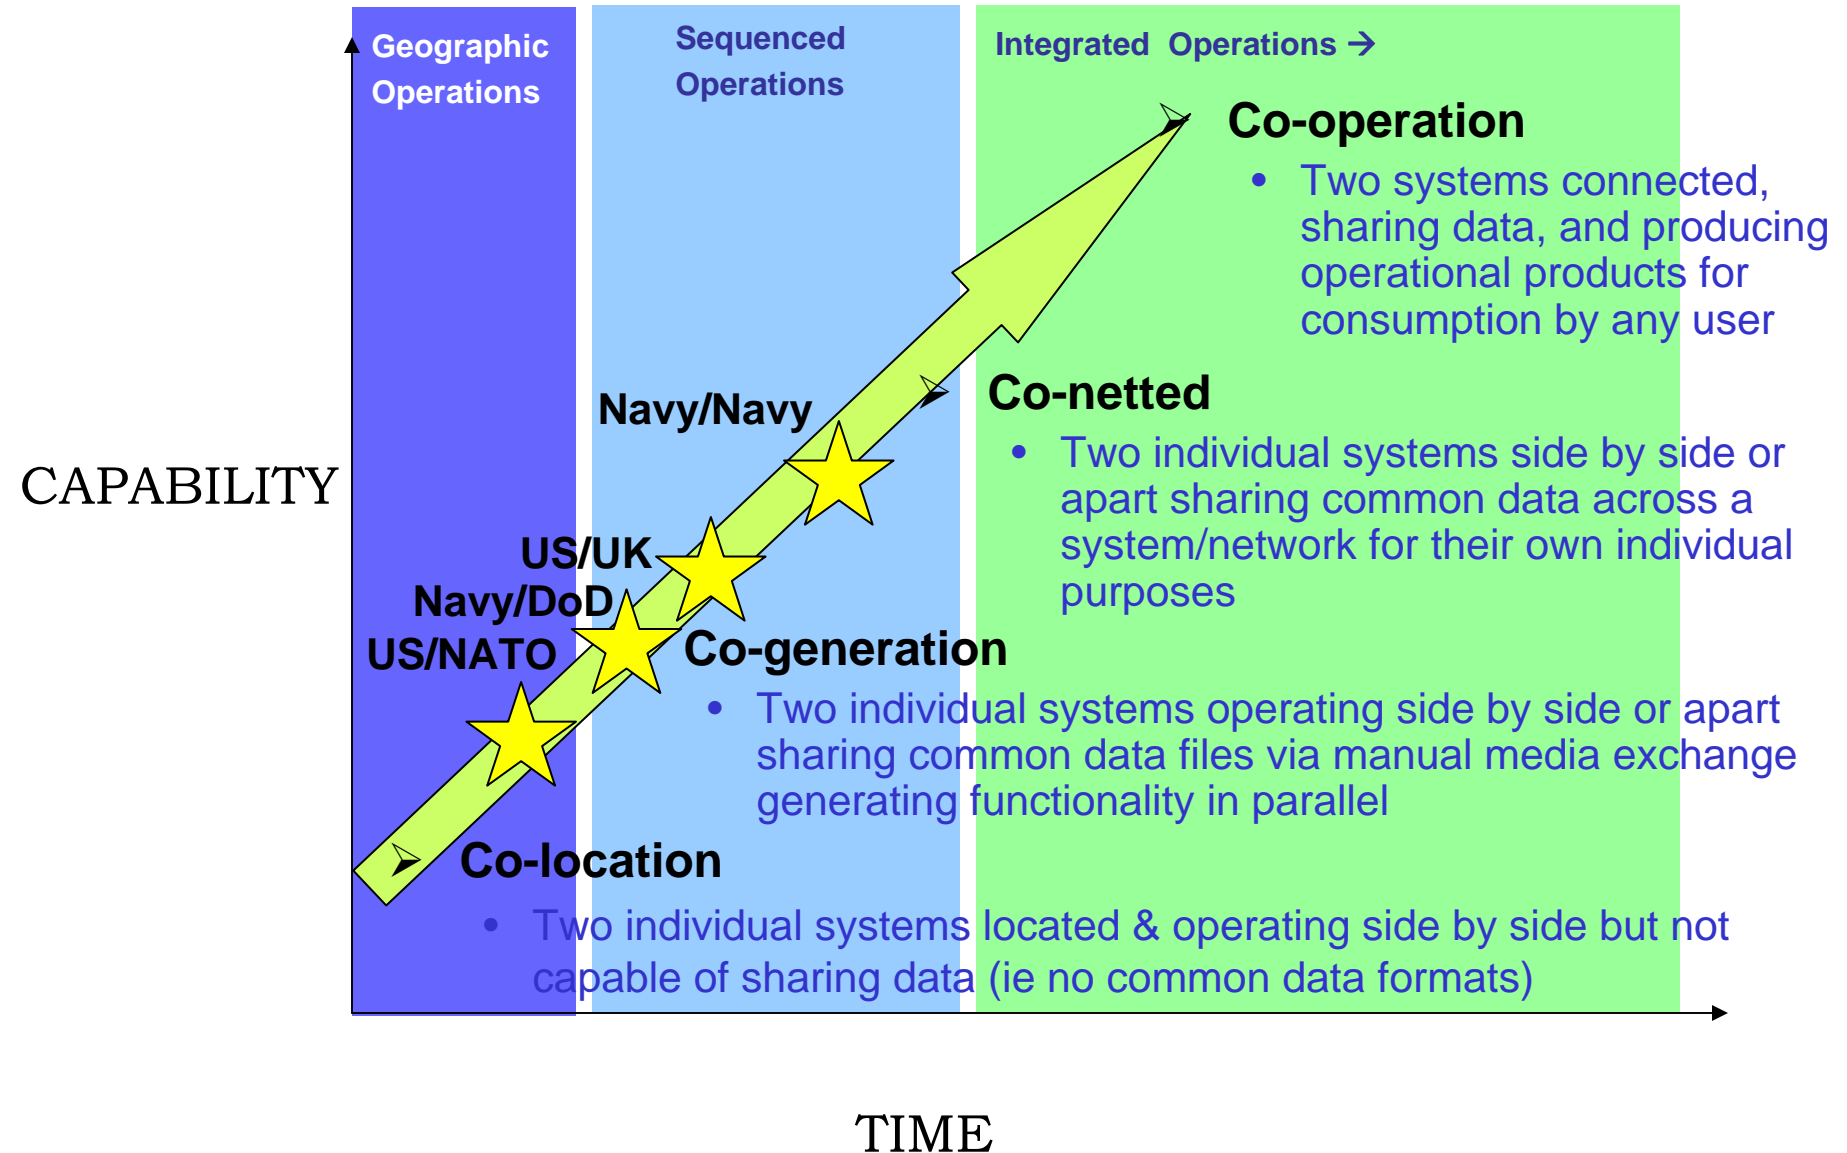 Geographic
Operations
Sequenced
Operations
Integrated  Operations →
➢ Co-operation
• Two systems connected,
sharing data, and producing
operational products for
consumption by any user
Navy/Navy
➢ Co-netted
• Two individual systems side by side or
apart sharing common data across a
system/network for their own individual
purposes
CAPABILITY
US/UK
Navy/DoD
US/NATO
Co-generation
• Two individual systems operating side by side or apart
sharing common data files via manual media exchange
generating functionality in parallel
➢ Co-location
• Two individual systems located & operating side by side but not
capable of sharing data (ie no common data formats)
TIME